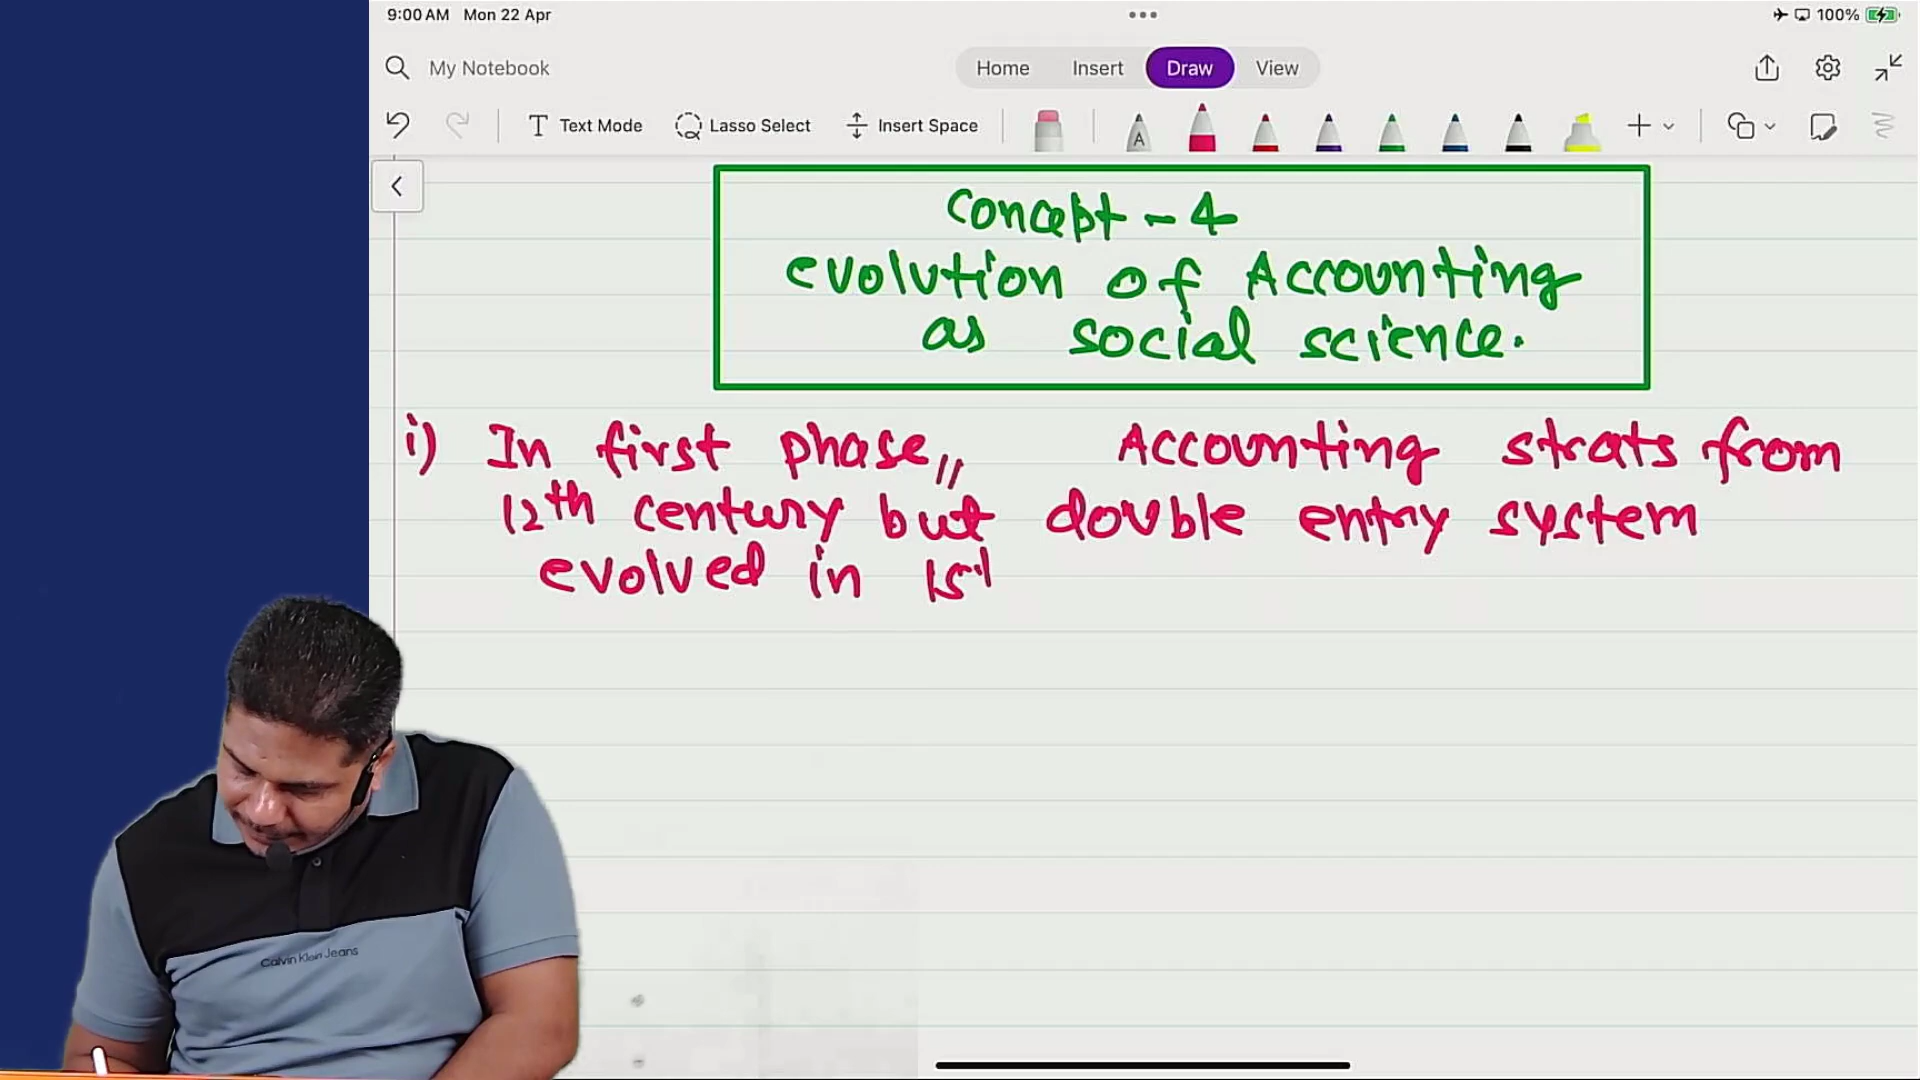 9:00 AM Mon 22 Apr
100%
My Notebook
Home Insert Draw View
Text Mode Lasso Select Insert Space
A
Concept - 4
evolution of Accounting
as social science.
i) In first phase,, Accounting strats from
12th century but double entry system
evolved in 15
Calvin Klein Jeans